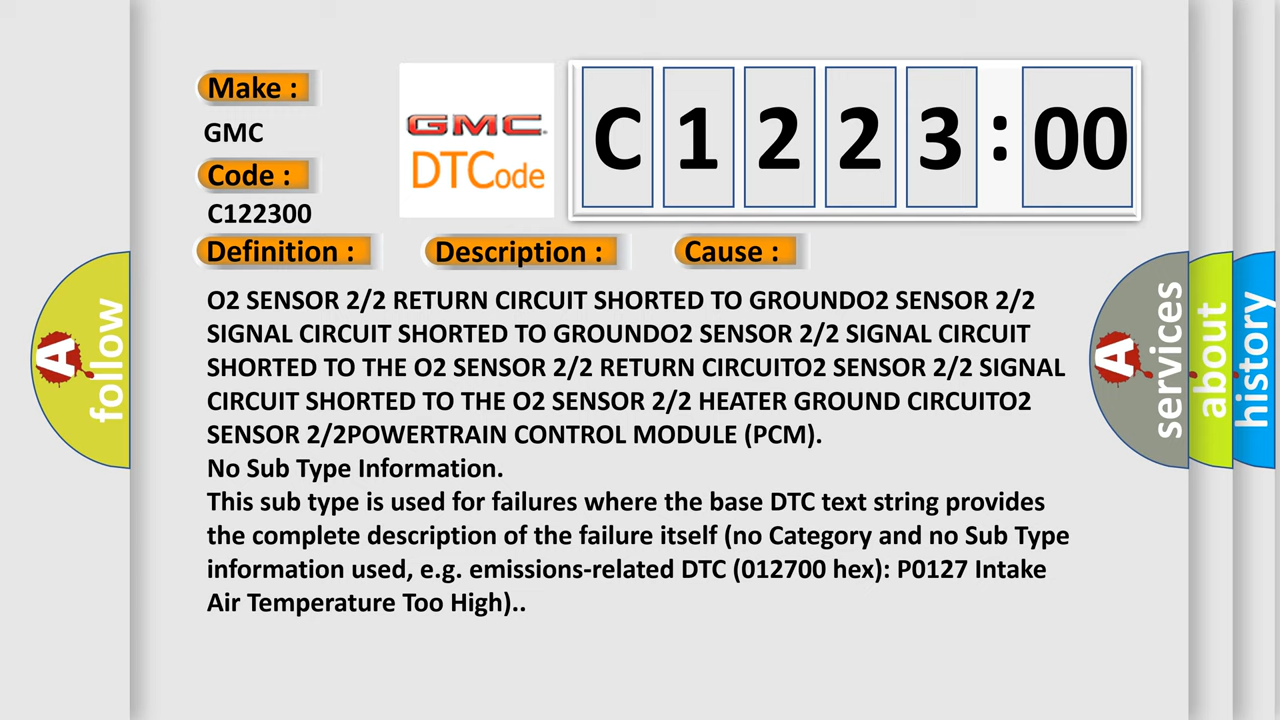 Make :
GMC
Code :
C122300
GMC
DTCode
C 1 2 2 3 : 00
Definition :
Description :
Cause :
O2 SENSOR 2/2 RETURN CIRCUIT SHORTED TO GROUNDO2 SENSOR 2/2
SIGNAL CIRCUIT SHORTED TO GROUNDO2 SENSOR 2/2 SIGNAL CIRCUIT
SHORTED TO THE O2 SENSOR 2/2 RETURN CIRCUITO2 SENSOR 2/2 SIGNAL
CIRCUIT SHORTED TO THE O2 SENSOR 2/2 HEATER GROUND CIRCUITO2
SENSOR 2/2POWERTRAIN CONTROL MODULE (PCM).
No Sub Type Information.
This sub type is used for failures where the base DTC text string provides
the complete description of the failure itself (no Category and no Sub Type
information used, e.g. emissions-related DTC (012700 hex): P0127 Intake
Air Temperature Too High)..
A
follow
A
services
about
history